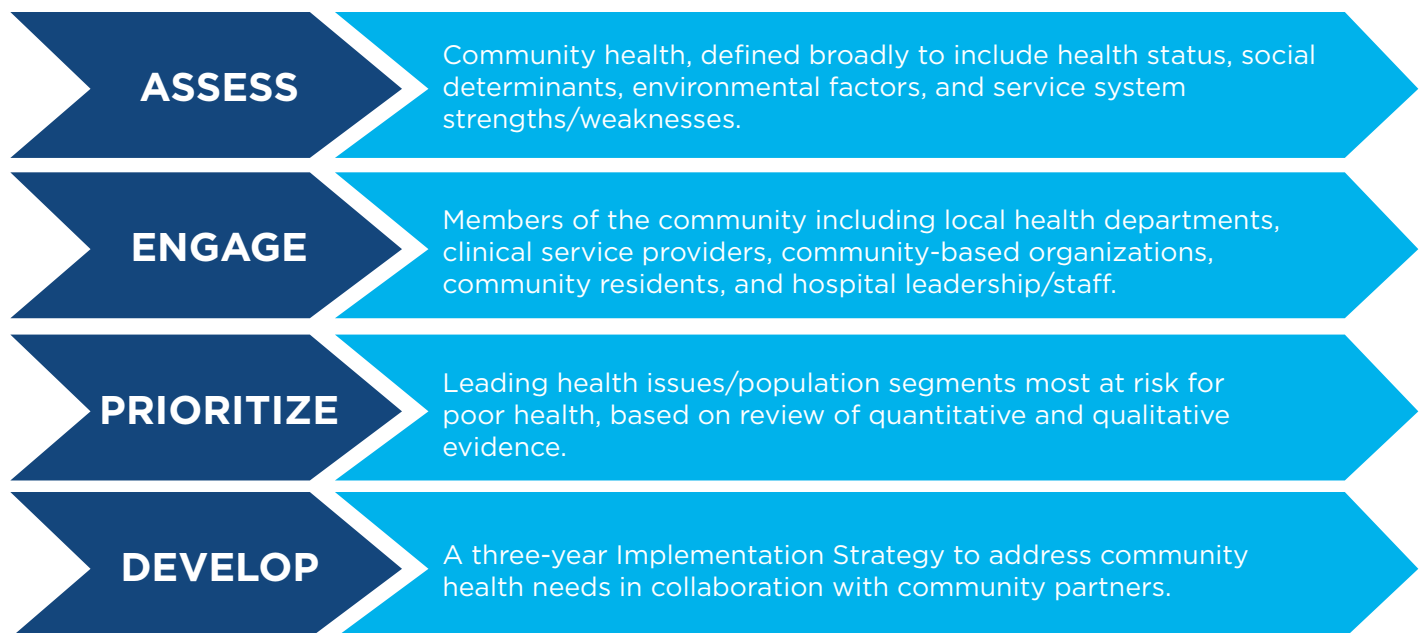 ASSESS
Community health, defined broadly to include health status, social
determinants, environmental factors, and service system
strengths/weaknesses.
ENGAGE
Members of the community including local health departments,
clinical service providers, community-based organizations,
community residents, and hospital leadership/staff.
PRIORITIZE
Leading health issues/population segments most at risk for
poor health, based on review of quantitative and qualitative
evidence.
DEVELOP
A three-year Implementation Strategy to address community
health needs in collaboration with community partners.